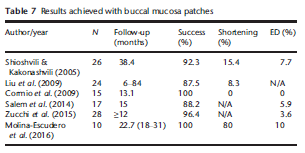 Table 7 Results achieved with buccal mucosa patches
Author/year N Follow-up (months) Success (%) Shortening (%) ED (%)
Shioshvili & Kakonashvili (2005) 26 38.4 92.3 15.4 7.7
Liu et al. (2009) 24 6–84 87.5 8.3 N/A
Cormio et al. (2009) 15 13.1 100 0 0
Salem et al. (2014) 17 15 88.2 N/A 5.9
Zucchi et al. (2015) 28 ≥12 96.4 N/A 3.6
Molina-Escudero et al. (2016) 10 22.7 (18–31) 100 80 10